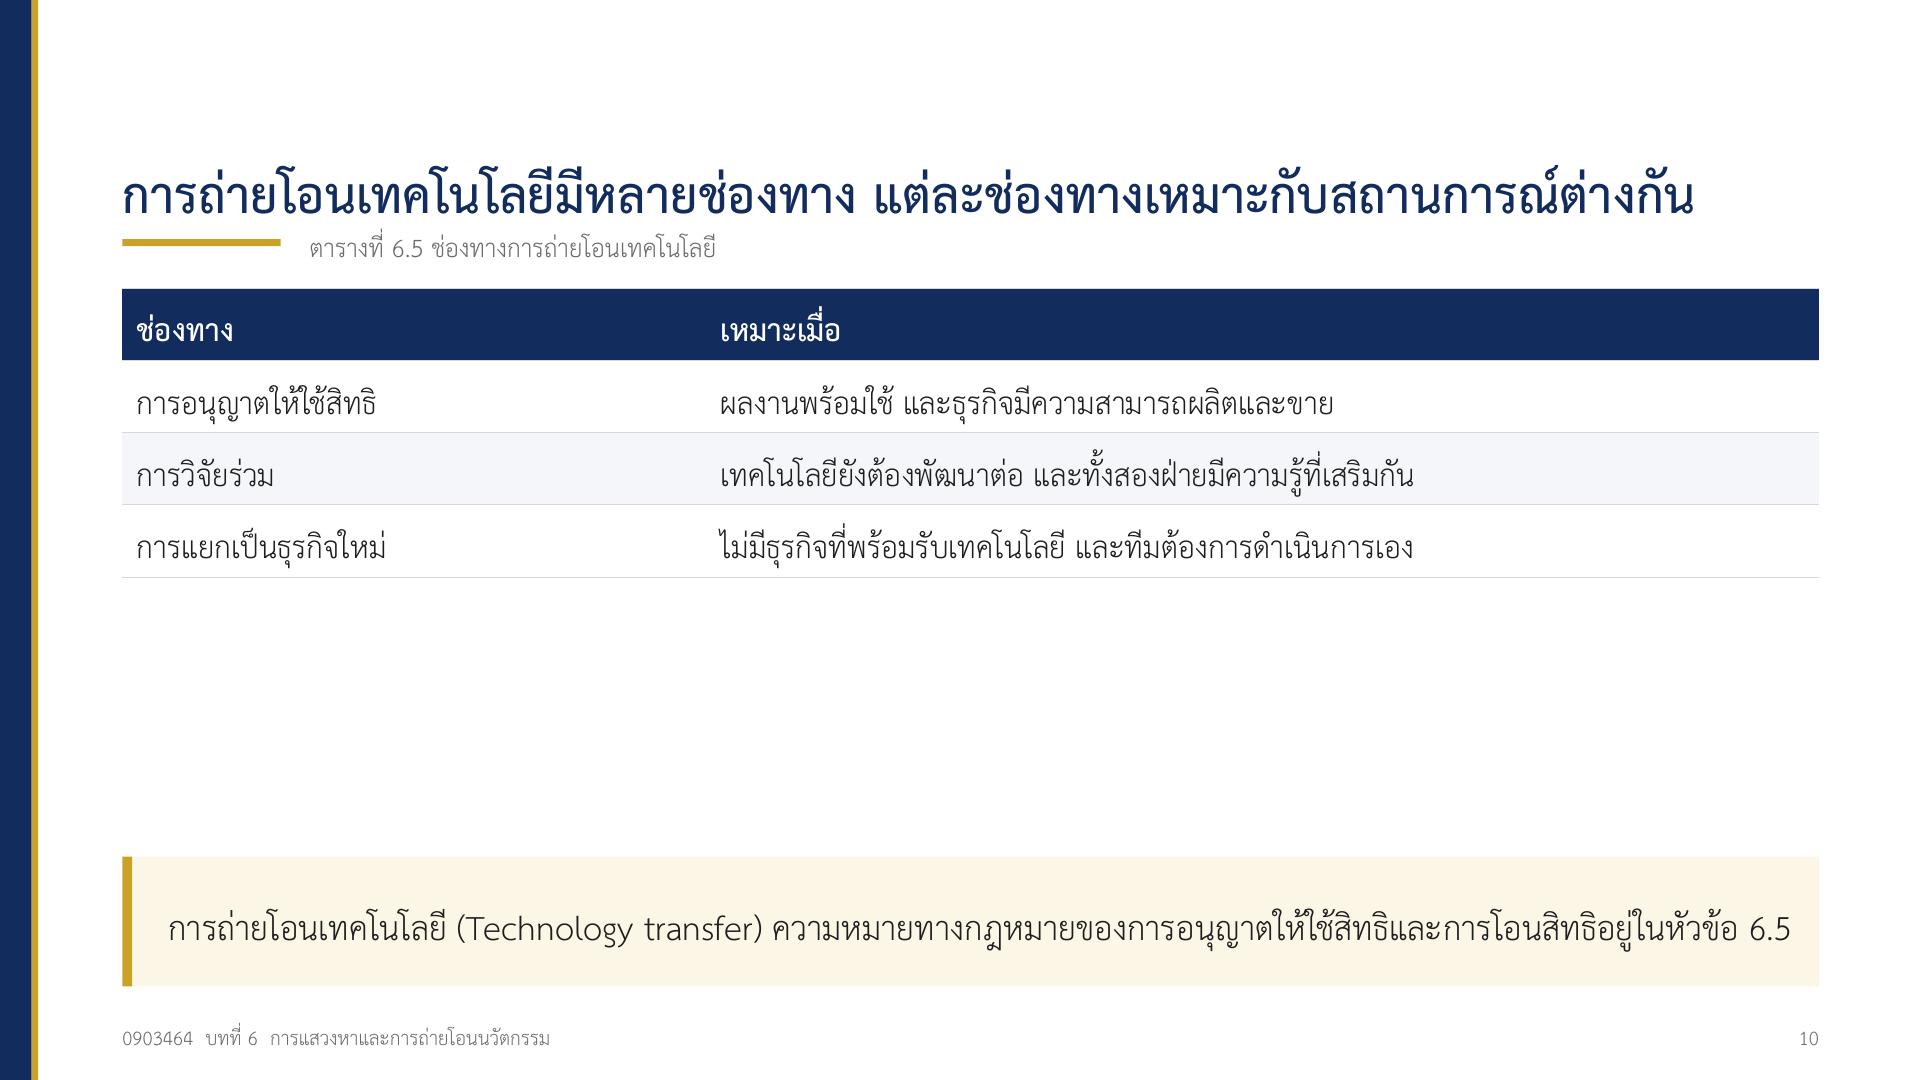 การถ่ายโอนเทคโนโลยีมีหลายช่องทาง แต่ละช่องทางเหมาะกับสถานการณ์ต่างกัน
ตารางที่ 6.5 ช่องทางการถ่ายโอนเทคโนโลยี
ช่องทาง เหมาะเมื่อ
การอนุญาตให้ใช้สิทธิ ผลงานพร้อมใช้ และธุรกิจมีความสามารถผลิตและขาย
การวิจัยร่วม เทคโนโลยียังต้องพัฒนาต่อ และทั้งสองฝ่ายมีความรู้ที่เสริมกัน
การแยกเป็นธุรกิจใหม่ ไม่มีธุรกิจที่พร้อมรับเทคโนโลยี และทีมต้องการดำเนินการเอง
การถ่ายโอนเทคโนโลยี (Technology transfer) ความหมายทางกฎหมายของการอนุญาตให้ใช้สิทธิและการโอนสิทธิอยู่ในหัวข้อ 6.5
0903464 บทที่ 6 การแสวงหาและการถ่ายโอนนวัตกรรม 10